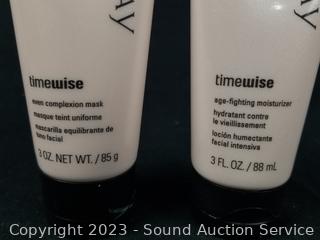 AY
timewise
even complexion mask
masque teint uniforme
mascarilla equilibrante de
tono facial
3 OZ. NET WT. / 85 g
AY
timewise
age-fighting moisturizer
hydratant contre
le vieillissement
loción humectante
facial intensiva
3 FL. OZ. / 88 mL
Copyright 2023 - Sound Auction Service